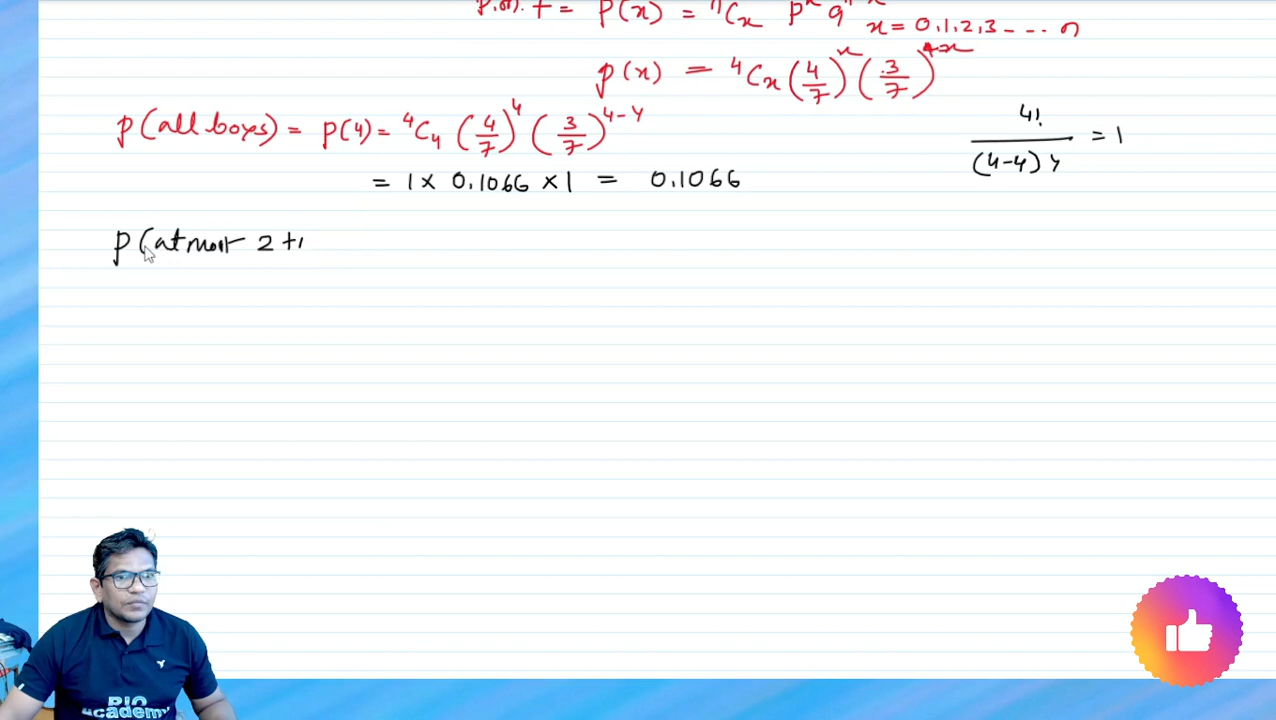 P.m.f = P(x) = ⁿCₓ pˣ qⁿ⁻ˣ
x = 0,1,2,3 --- n
p(x) = ⁴Cₓ (4/7)ˣ (3/7)⁴⁻ˣ
p(all boys) = p(4) = ⁴C₄ (4/7)⁴ (3/7)⁴⁻⁴
4! / (4-4)! 4! = 1
= 1 × 0.1066 × 1 = 0.1066
p(atmost 2
academy